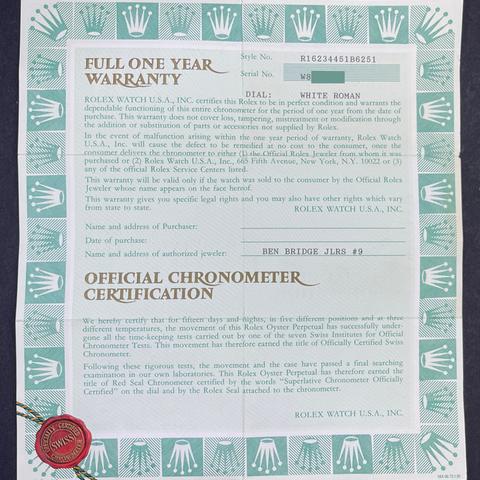 FULL ONE YEAR
WARRANTY
Style No. R16234451B6251
Serial No. W8
DIAL: WHITE ROMAN
ROLEX WATCH U.S.A., INC. certifies this Rolex to be in perfect condition and warrants the
dependable functioning of this entire chronometer for the period of one year from the date of
purchase. This warranty does not cover loss, tampering, mistreatment or modification through
the addition or substitution of parts or accessories not supplied by Rolex.
In the event of malfunction arising within the one year period of warranty, Rolex Watch
U.S.A., Inc. will cause the defect to be remedied at no cost to the consumer, once the
consumer delivers the chronometer to either (1) the Official Rolex Jeweler from whom it was
purchased or (2) Rolex Watch U.S.A., Inc., 665 Fifth Avenue, New York, N.Y. 10022 or (3)
any of the official Rolex Service Centers listed.
This warranty will be valid only if the watch was sold to the consumer by the Official Rolex
Jeweler whose name appears on the face hereof.
This warranty gives you specific legal rights and you may also have other rights which vary
from state to state.
ROLEX WATCH U.S.A., INC.
Name and address of Purchaser:
Date of purchase:
Name and address of authorized jeweler: BEN BRIDGE JLRS #9
OFFICIAL CHRONOMETER
CERTIFICATION
We hereby certify that for fifteen days and nights, in five different positions and at three
different temperatures, the movement of this Rolex Oyster Perpetual has successfully under-
gone all the time-keeping tests carried out by one of the seven Swiss Institutes for Official
Chronometer Tests. This movement has therefore earned the title of Officially Certified Swiss
Chronometer.
Following these rigorous tests, the movement and the case have passed a final searching
examination in our own laboratories. This Rolex Oyster Perpetual has therefore earned the
title of Red Seal Chronometer certified by the words "Superlative Chronometer Officially
Certified" on the dial and by the Rolex Seal attached to the chronometer.
ROLEX WATCH U.S.A., INC.
SWISS